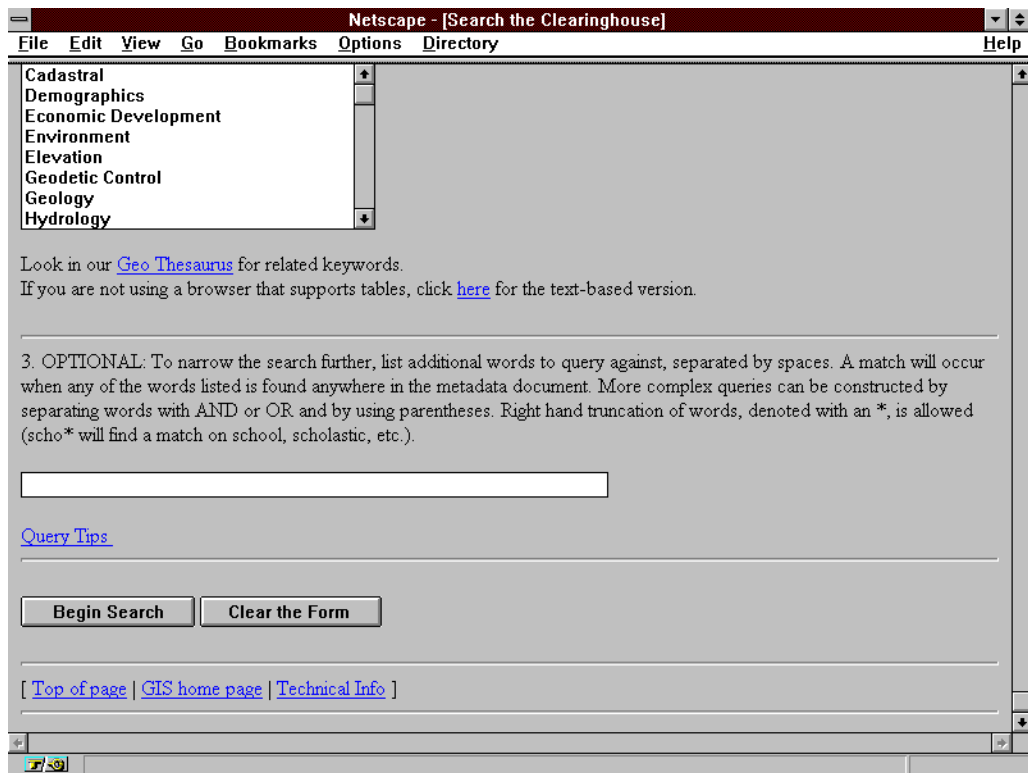 Netscape - [Search the Clearinghouse]
File Edit View Go Bookmarks Options Directory Help
Cadastral
Demographics
Economic Development
Environment
Elevation
Geodetic Control
Geology
Hydrology
Look in our Geo Thesaurus for related keywords.
If you are not using a browser that supports tables, click here for the text-based version.
3. OPTIONAL: To narrow the search further, list additional words to query against, separated by spaces. A match will occur
when any of the words listed is found anywhere in the metadata document. More complex queries can be constructed by
separating words with AND or OR and by using parentheses. Right hand truncation of words, denoted with an *, is allowed
(scho* will find a match on school, scholastic, etc.).
Query Tips
Begin Search Clear the Form
[ Top of page | GIS home page | Technical Info ]